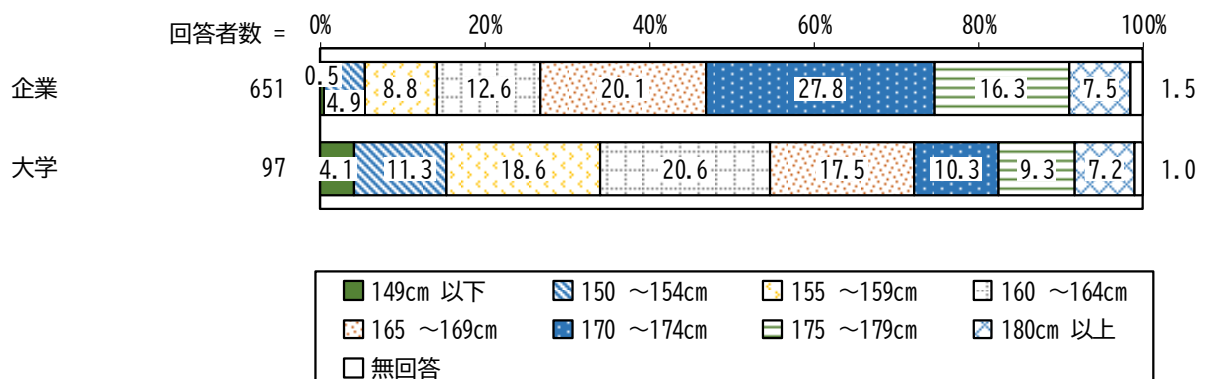 0% 20% 40% 60% 80% 100%
回答者数 =
企業 651 0.5 4.9 8.8 12.6 20.1 27.8 16.3 7.5 1.5
大学 97 4.1 11.3 18.6 20.6 17.5 10.3 9.3 7.2 1.0
149cm 以下 150 ～154cm 155 ～159cm 160 ～164cm
165 ～169cm 170 ～174cm 175 ～179cm 180cm 以上
無回答